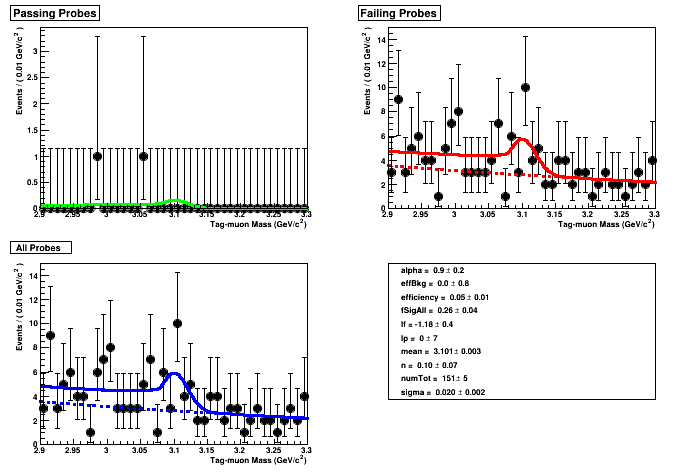 Passing Probes
Events / ( 0.01 GeV/c² )
3
2.5
2
1.5
1
0.5
0
2.9 2.95 3 3.05 3.1 3.15 3.2 3.25 3.3
Tag-muon Mass (GeV/c²)
Failing Probes
Events / ( 0.01 GeV/c² )
14
12
10
8
6
4
2
0
2.9 2.95 3 3.05 3.1 3.15 3.2 3.25 3.3
Tag-muon Mass (GeV/c²)
All Probes
Events / ( 0.01 GeV/c² )
14
12
10
8
6
4
2
0
2.9 2.95 3 3.05 3.1 3.15 3.2 3.25 3.3
Tag-muon Mass (GeV/c²)
alpha = 0.9 ± 0.2
effBkg = 0.0 ± 0.8
efficiency = 0.05 ± 0.01
fSigAll = 0.26 ± 0.04
lf = -1.18 ± 0.4
lp = 0 ± 7
mean = 3.101 ± 0.003
n = 0.10 ± 0.07
numTot = 151 ± 5
sigma = 0.020 ± 0.002